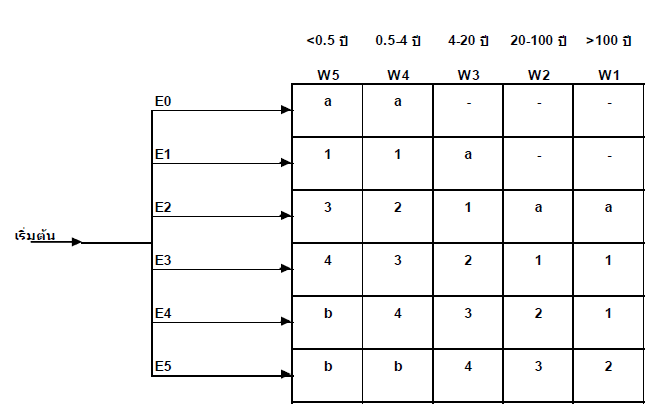 <0.5 ปี 0.5-4 ปี 4-20 ปี 20-100 ปี >100 ปี
W5 W4 W3 W2 W1
E0 a a - - -
E1 1 1 a - -
E2 3 2 1 a a
เริ่มต้น
E3 4 3 2 1 1
E4 b 4 3 2 1
E5 b b 4 3 2